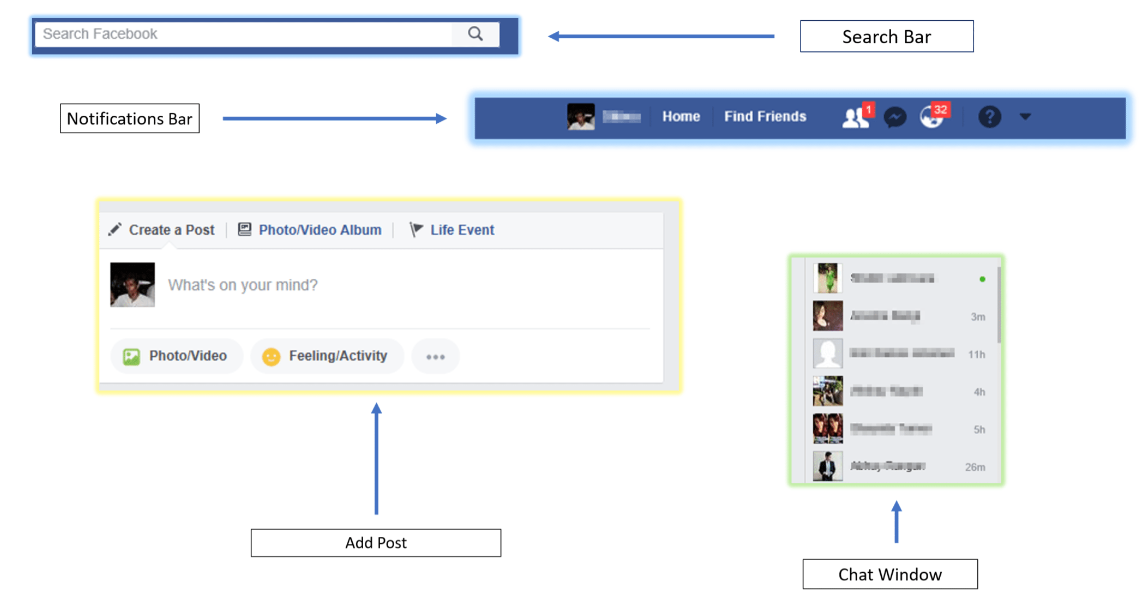 Search Facebook
Search Bar
Notifications Bar
Home
Find Friends
1
32
?
Create a Post
Photo/Video Album
Life Event
What's on your mind?
Photo/Video
Feeling/Activity
3m
11h
4h
5h
26m
Add Post
Chat Window